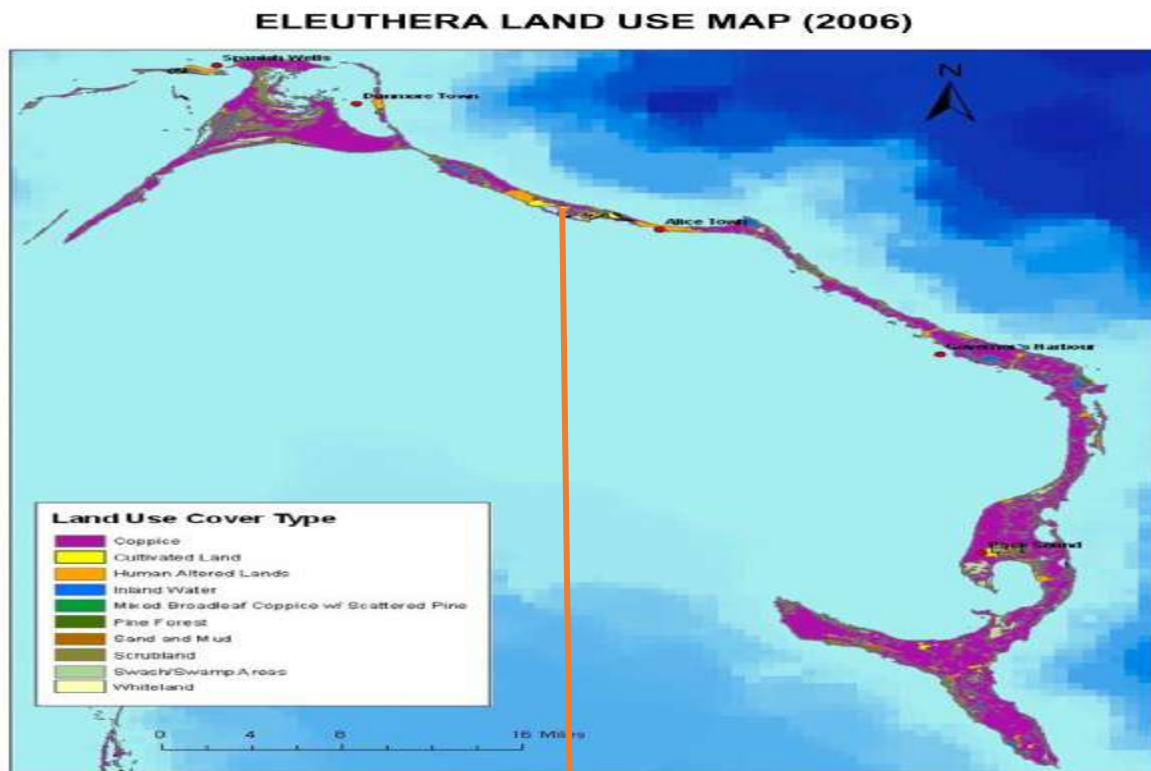 ELEUTHERA LAND USE MAP (2006)
Spanish Wells
N
Dunmore Town
Alice Town
Governor's Harbour
Rock Sound
Land Use Cover Type
Coppice
Cultivated Land
Human Altered Lands
Inland Water
Mixed Broadleaf Coppice w/ Scattered Pine
Pine Forest
Sand and Mud
Scrubland
Swash/Swamp Areas
Whiteland
0 4 8 16 Miles